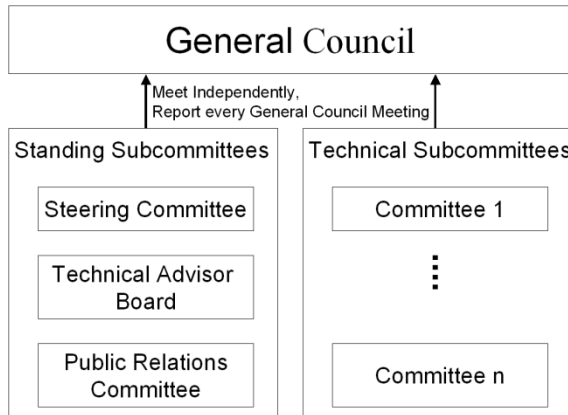 General Council
Meet Independently,
Report every General Council Meeting
Standing Subcommittees
Steering Committee
Technical Advisor
Board
Public Relations
Committee
Technical Subcommittees
Committee 1
Committee n